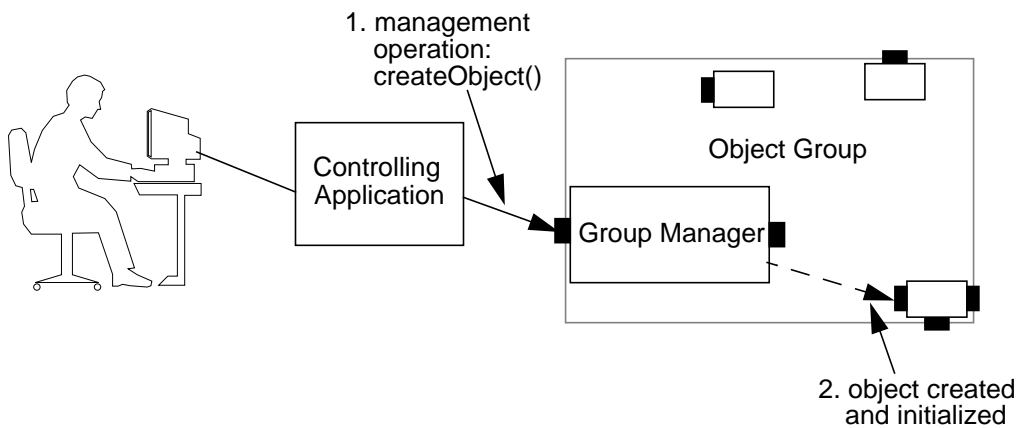 1. management
operation:
createObject()
Object Group
Controlling
Application
Group Manager
2. object created
and initialized